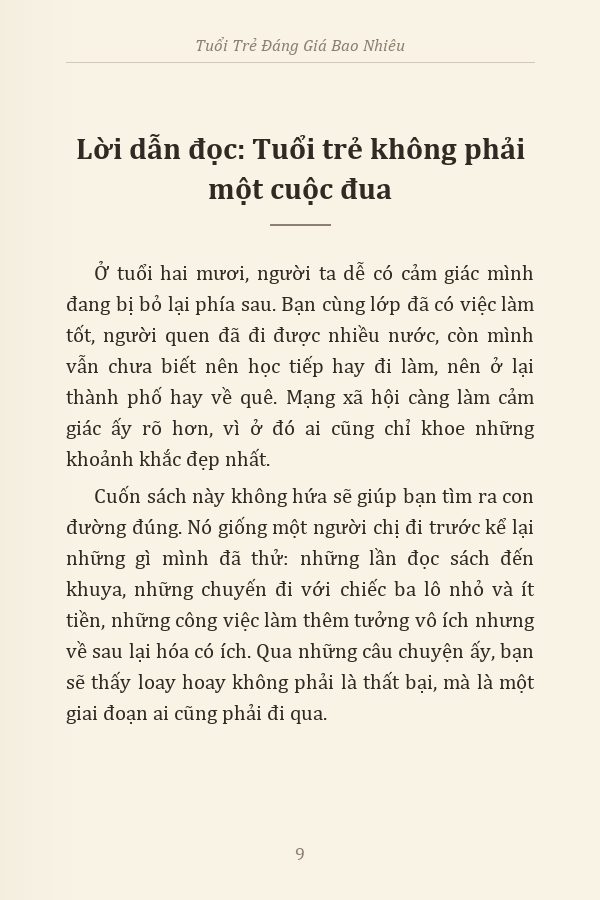 Tuổi Trẻ Đáng Giá Bao Nhiêu
Lời dẫn đọc: Tuổi trẻ không phải
một cuộc đua
Ở tuổi hai mươi, người ta dễ có cảm giác mình
đang bị bỏ lại phía sau. Bạn cùng lớp đã có việc làm
tốt, người quen đã đi được nhiều nước, còn mình
vẫn chưa biết nên học tiếp hay đi làm, nên ở lại
thành phố hay về quê. Mạng xã hội càng làm cảm
giác ấy rõ hơn, vì ở đó ai cũng chỉ khoe những
khoảnh khắc đẹp nhất.
Cuốn sách này không hứa sẽ giúp bạn tìm ra con
đường đúng. Nó giống một người chị đi trước kể lại
những gì mình đã thử: những lần đọc sách đến
khuya, những chuyến đi với chiếc ba lô nhỏ và ít
tiền, những công việc làm thêm tưởng vô ích nhưng
về sau lại hóa có ích. Qua những câu chuyện ấy, bạn
sẽ thấy loay hoay không phải là thất bại, mà là một
giai đoạn ai cũng phải đi qua.
9